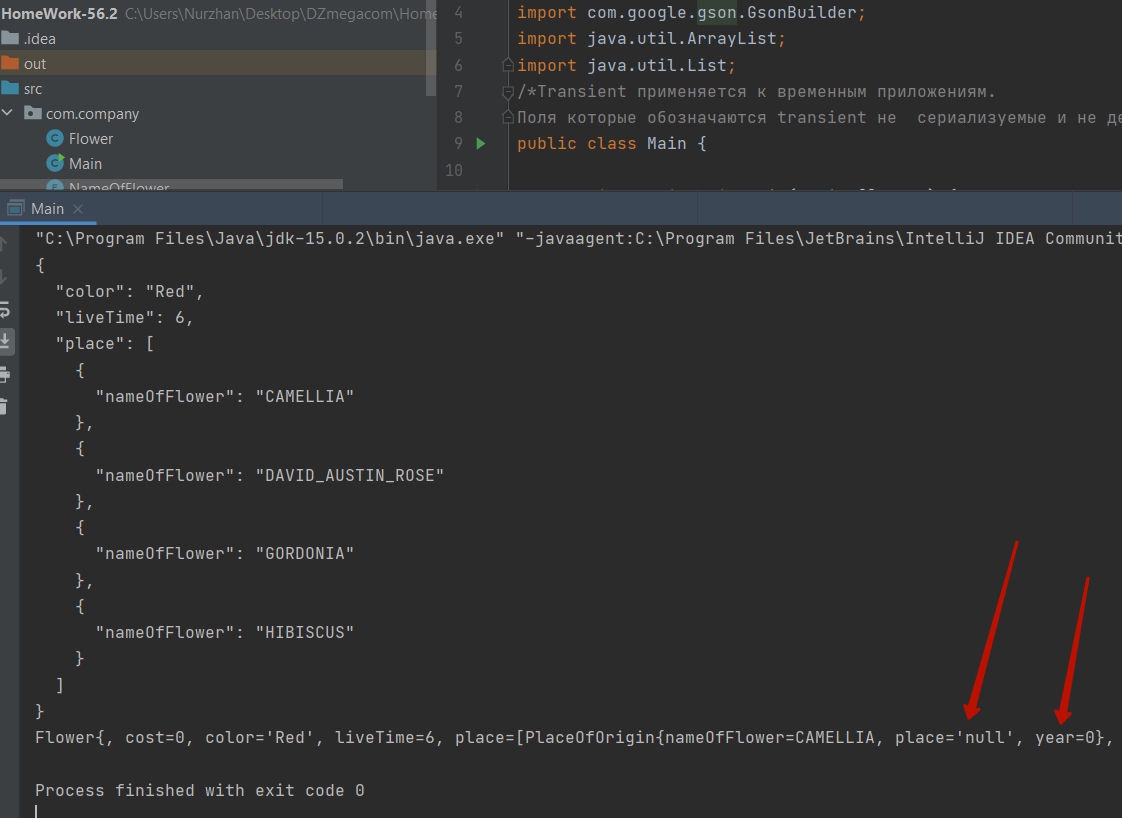 HomeWork-56.2 C:\Users\Nurzhan\Desktop\DZmegacom\Home
.idea
out
src
com.company
Flower
Main
NameOfFlower
4 import com.google.gson.GsonBuilder;
5 import java.util.ArrayList;
6 import java.util.List;
7 /*Transient применяется к временным приложениям.
8 Поля которые обозначаются transient не сериализуемые и не де
9 public class Main {
10
Main
"C:\Program Files\Java\jdk-15.0.2\bin\java.exe" "-javaagent:C:\Program Files\JetBrains\IntelliJ IDEA Communit
{
"color": "Red",
"liveTime": 6,
"place": [
{
"nameOfFlower": "CAMELLIA"
},
{
"nameOfFlower": "DAVID_AUSTIN_ROSE"
},
{
"nameOfFlower": "GORDONIA"
},
{
"nameOfFlower": "HIBISCUS"
}
]
}
Flower{, cost=0, color='Red', liveTime=6, place=[PlaceOfOrigin{nameOfFlower=CAMELLIA, place='null', year=0},
Process finished with exit code 0